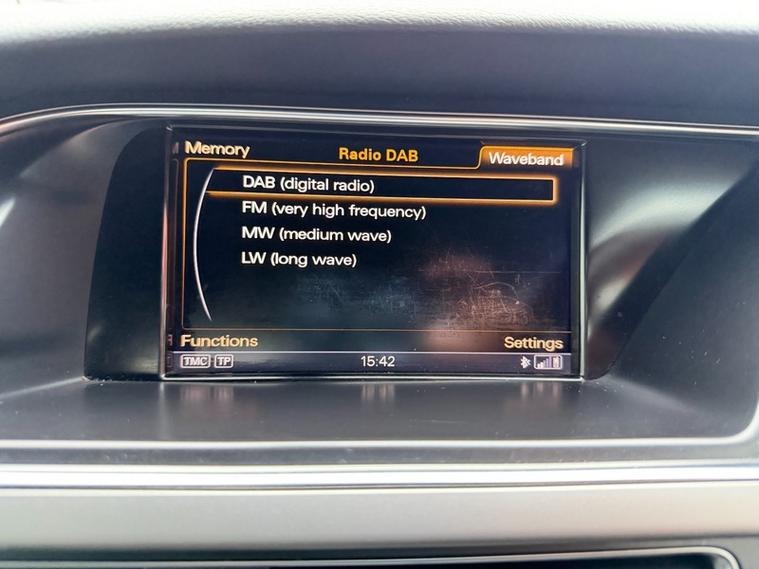 Memory Radio DAB Waveband
DAB (digital radio)
FM (very high frequency)
MW (medium wave)
LW (long wave)
Functions Settings
TMC TP 15:42